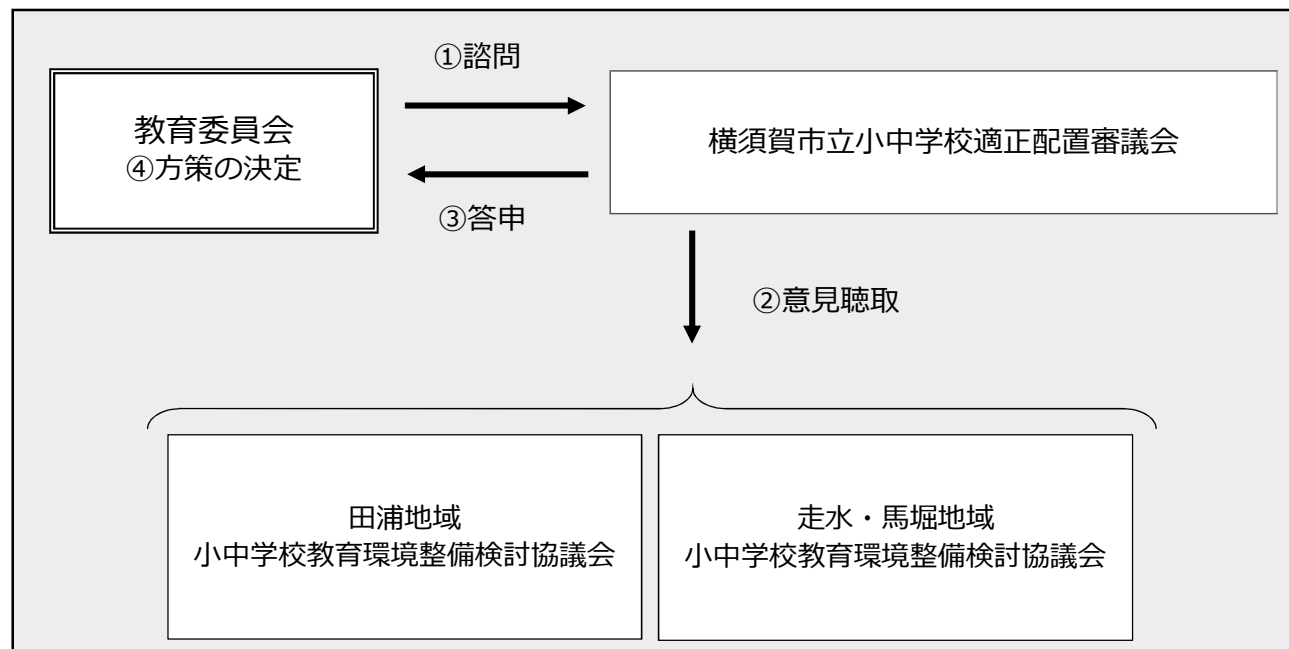 ①諮問
教育委員会
④方策の決定
横須賀市立小中学校適正配置審議会
③答申
②意見聴取
田浦地域
小中学校教育環境整備検討協議会
走水・馬堀地域
小中学校教育環境整備検討協議会